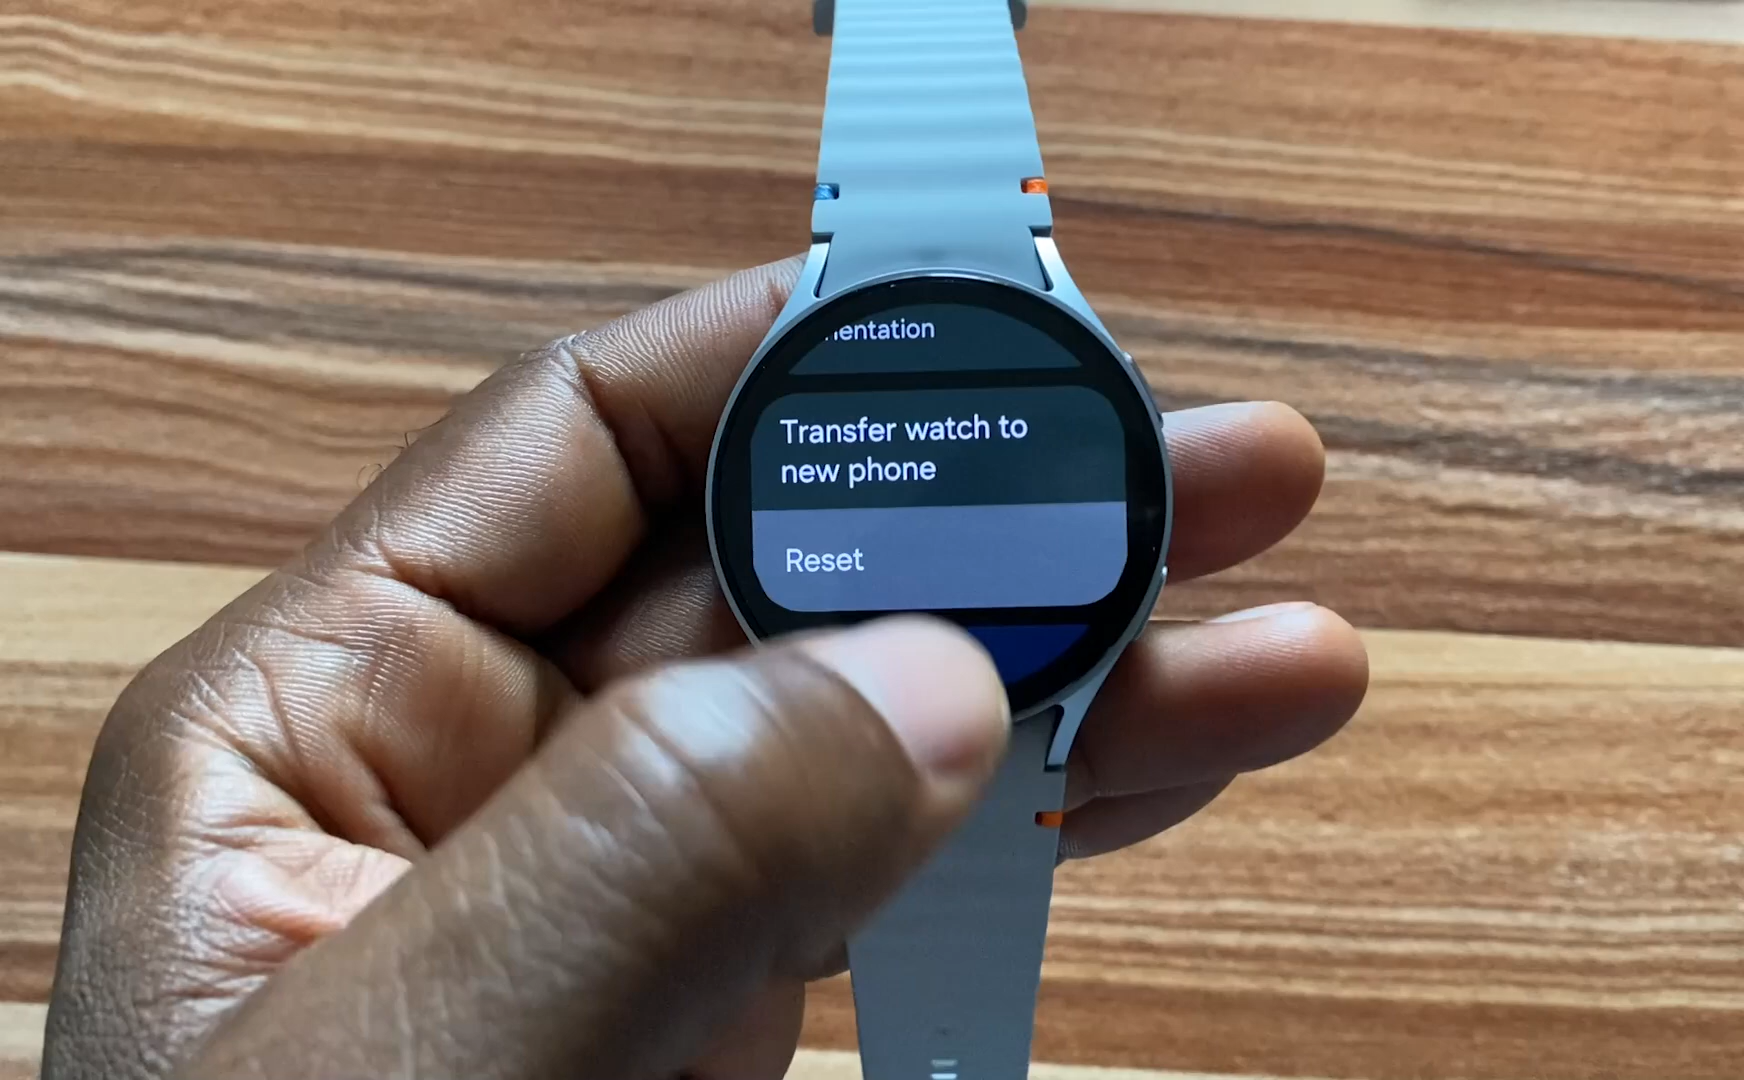 Transfer watch to
new phone
Reset